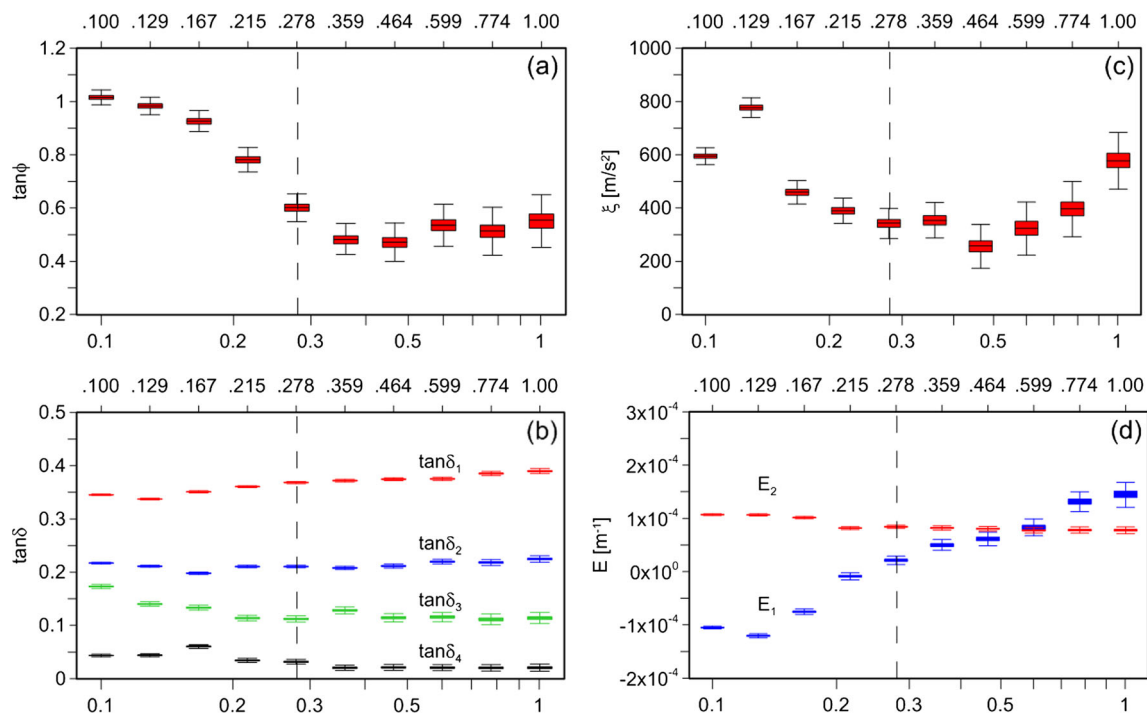 .100 .129 .167 .215 .278 .359 .464 .599 .774 1.00
1.2
1
0.8
0.6
0.4
0.2
tanϕ
(a)
0.1 0.2 0.3 0.5 1
.100 .129 .167 .215 .278 .359 .464 .599 .774 1.00
1000
800
600
400
200
0
ξ [m/s²]
(c)
0.1 0.2 0.3 0.5 1
.100 .129 .167 .215 .278 .359 .464 .599 .774 1.00
0.5
0.4
0.3
0.2
0.1
0
tanδ
(b)
tanδ₁
tanδ₂
tanδ₃
tanδ₄
0.1 0.2 0.3 0.5 1
.100 .129 .167 .215 .278 .359 .464 .599 .774 1.00
3x10⁻⁴
2x10⁻⁴
1x10⁻⁴
0x10⁰
-1x10⁻⁴
-2x10⁻⁴
E [m⁻¹]
(d)
E₂
E₁
0.1 0.2 0.3 0.5 1